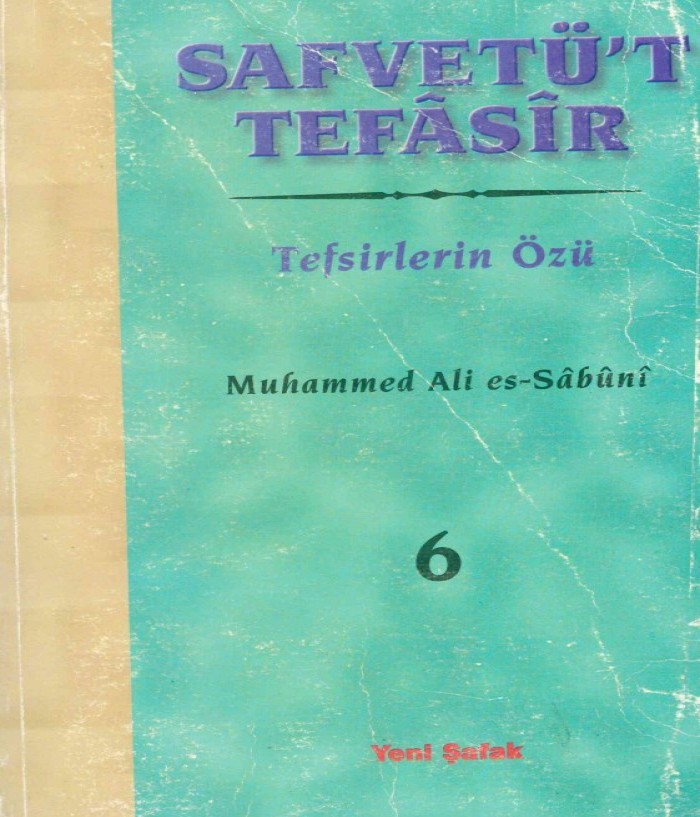 SAFVETÜ'T
TEFÂSÎR
Tefsirlerin Özü
Muhammed Ali es-Sâbûnî
6
Yeni Şafak